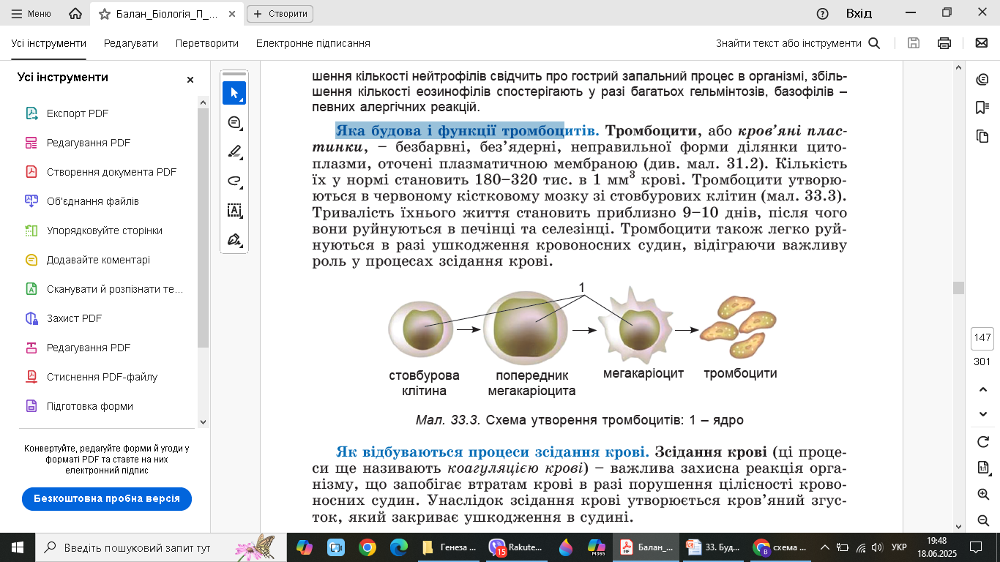 Меню
Балан_Біологія_П_...
Створити
Вхід
Усі інструменти
Редагувати
Перетворити
Електронне підписання
Знайти текст або інструменти
Усі інструменти
Експорт PDF
Редагування PDF
Створення документа PDF
Об'єднання файлів
Упорядковуйте сторінки
Додавайте коментарі
Сканувати й розпізнати те...
Захист PDF
Редагування PDF
Стиснення PDF-файлу
Підготовка форми
Конвертуйте, редагуйте форми й угоди у
форматі PDF та ставте на них
електронний підпис
Безкоштовна пробна версія
шення кількості нейтрофілів свідчить про гострий запальний процес в організмі, збіль-
шення кількості еозинофілів спостерігають у разі багатьох гельмінтозів, базофілів –
певних алергічних реакцій.
Яка будова і функції тромбоцитів. Тромбоцити, або кров’яні плас-
тинки, – безбарвні, без’ядерні, неправильної форми ділянки цито-
плазми, оточені плазматичною мембраною (див. мал. 31.2). Кількість
їх у нормі становить 180–320 тис. в 1 мм³ крові. Тромбоцити утворю-
ються в червоному кістковому мозку зі стовбурових клітин (мал. 33.3).
Тривалість їхнього життя становить приблизно 9–10 днів, після чого
вони руйнуються в печінці та селезінці. Тромбоцити також легко руй-
нуються в разі ушкодження кровоносних судин, відіграючи важливу
роль у процесах зсідання крові.
1
стовбурова
клітина
попередник
мегакаріоцита
мегакаріоцит
тромбоцити
Мал. 33.3. Схема утворення тромбоцитів: 1 – ядро
Як відбуваються процеси зсідання крові. Зсідання крові (ці проце-
си ще називають коагуляцією крові) – важлива захисна реакція орга-
нізму, що запобігає втратам крові в разі порушення цілісності крово-
носних судин. Унаслідок зсідання крові утворюється кров’яний згус-
ток, який закриває ушкодження в судині.
147
301
1:1
Введіть пошуковий запит тут
Генеза ...
15
Rakute...
M365
Балан_...
33. Буд...
схема ...
УКР
19:48
18.06.2025